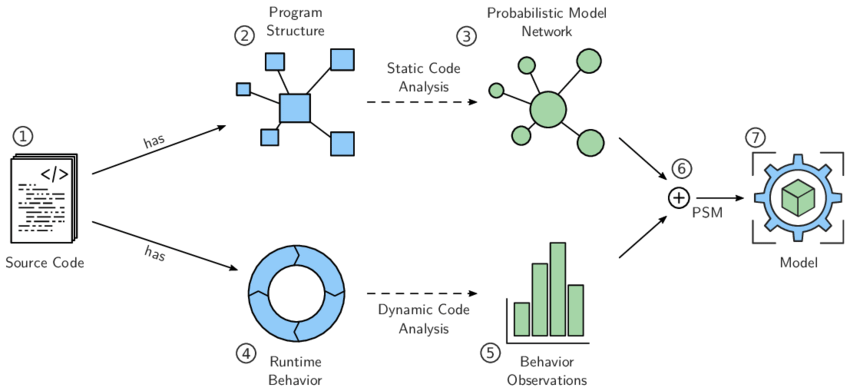 1
</>
Source Code
has
has
2
Program
Structure
Static Code
Analysis
3
Probabilistic Model
Network
4
Runtime
Behavior
Dynamic Code
Analysis
5
Behavior
Observations
6
+
PSM
7
Model